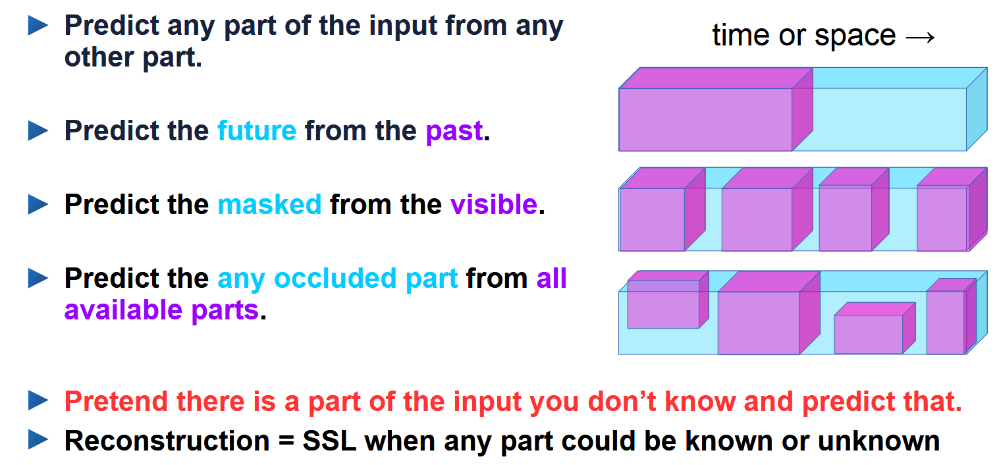 Predict any part of the input from any
other part.
time or space →
Predict the future from the past.
Predict the masked from the visible.
Predict the any occluded part from all
available parts.
Pretend there is a part of the input you don’t know and predict that.
Reconstruction = SSL when any part could be known or unknown